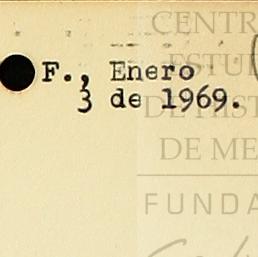 F., Enero
3 de 1969.
CENTR
ESTU
DE HIST
DE ME
FUNDA